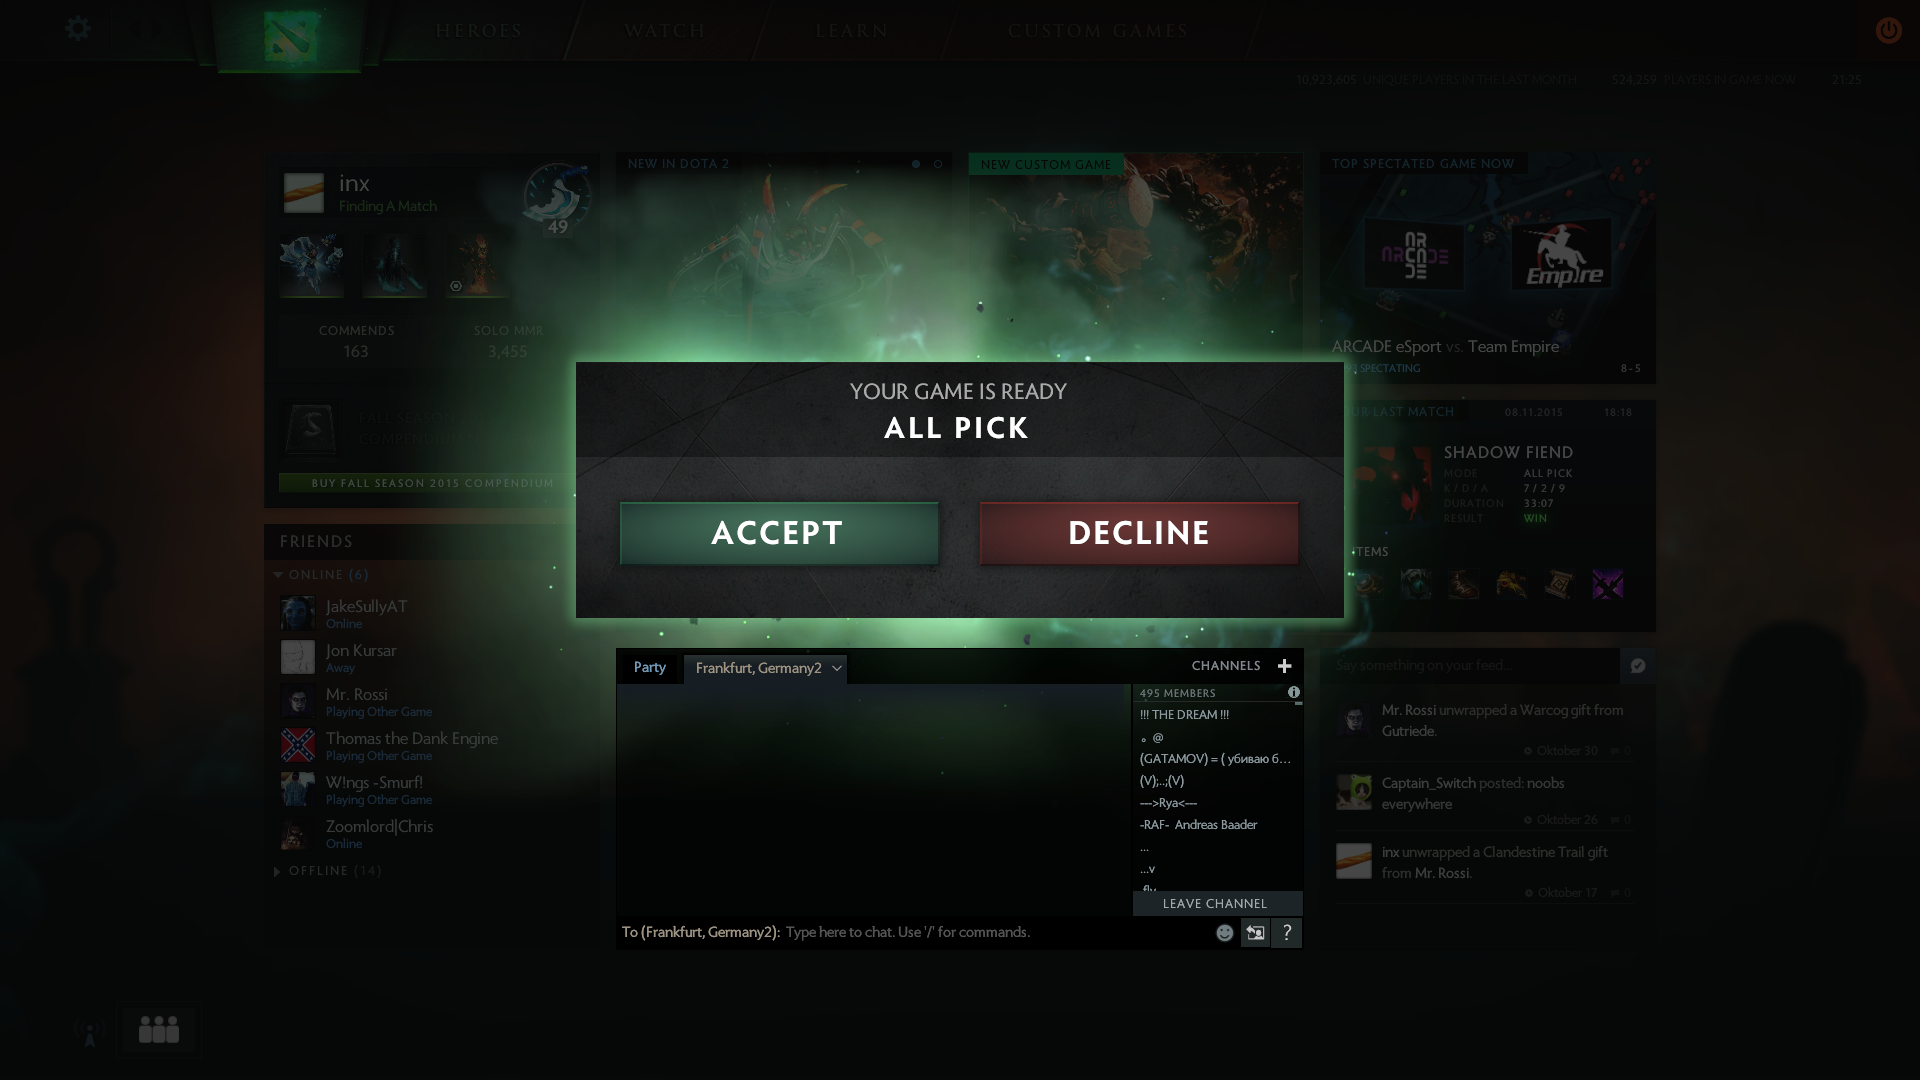 HEROES
WATCH
LEARN
CUSTOM GAMES
10,923,605 UNIQUE PLAYERS IN THE LAST MONTH
524,259 PLAYERS IN GAME NOW
21:25
inx
Finding A Match
49
COMMENDS
163
SOLO MMR
3,455
FALL SEASON
COMPENDIUM
BUY FALL SEASON 2015 COMPENDIUM
NEW IN DOTA 2
NEW CUSTOM GAME
TOP SPECTATED GAME NOW
ARCADE
Empire
ARCADE eSport vs. Team Empire
SPECTATING
8 - 5
YOUR GAME IS READY
ALL PICK
ACCEPT
DECLINE
LAST MATCH
08.11.2015
18:18
SHADOW FIEND
MODE ALL PICK
K / D / A 7 / 2 / 9
DURATION 33:07
RESULT WIN
ITEMS
FRIENDS
ONLINE (6)
JakeSullyAT
Online
Jon Kursar
Away
Mr. Rossi
Playing Other Game
Thomas the Dank Engine
Playing Other Game
W!ngs -Smurf!
Playing Other Game
Zoomlord|Chris
Online
OFFLINE (14)
Party
Frankfurt, Germany2
CHANNELS
495 MEMBERS
!!! THE DREAM !!!
。@
(GATAMOV) = ( убиваю б...
(V);..;(V)
--->Rya<---
-RAF- Andreas Baader
...
...v
LEAVE CHANNEL
To (Frankfurt, Germany2): Type here to chat. Use '/' for commands.
?
Say something on your feed...
Mr. Rossi unwrapped a Warcog gift from
Gutriede.
Oktober 30
0
Captain_Switch posted: noobs
everywhere
Oktober 26
0
inx unwrapped a Clandestine Trail gift
from Mr. Rossi.
Oktober 17
0